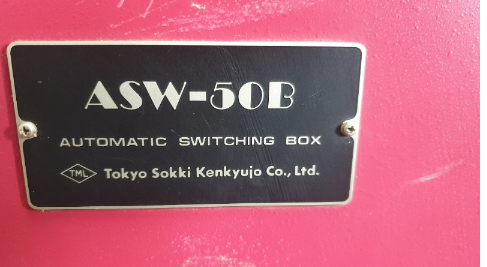 ASW-50B
AUTOMATIC SWITCHING BOX
TML Tokyo Sokki Kenkyujo Co., Ltd.